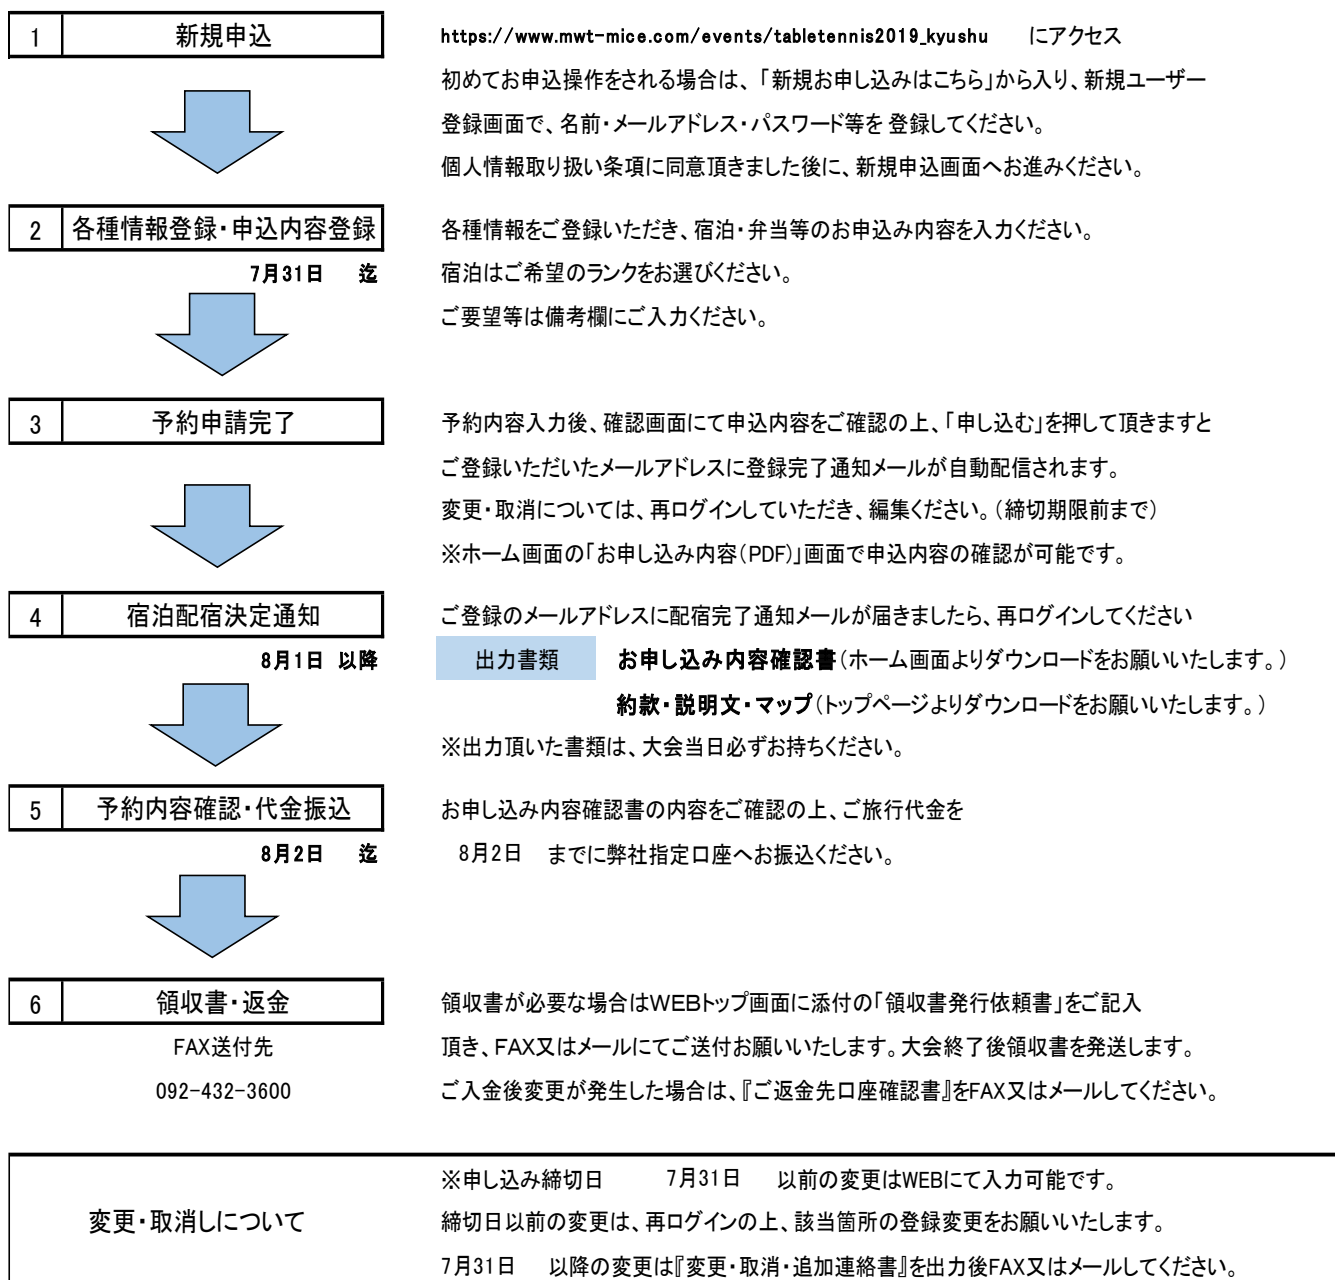 1 新規申込 https://www.mwt-mice.com/events/tabletennis2019_kyushu にアクセス
初めてお申込操作をされる場合は、「新規お申し込みはこちら」から入り、新規ユーザー
登録画面で、名前・メールアドレス・パスワード等を 登録してください。
個人情報取り扱い条項に同意頂きました後に、新規申込画面へお進みください。
2 各種情報登録・申込内容登録 各種情報をご登録いただき、宿泊・弁当等のお申込み内容を入力ください。
7月31日 迄 宿泊はご希望のランクをお選びください。
ご要望等は備考欄にご入力ください。
3 予約申請完了 予約内容入力後、確認画面にて申込内容をご確認の上、「申し込む」を押して頂きますと
ご登録いただいたメールアドレスに登録完了通知メールが自動配信されます。
変更・取消については、再ログインしていただき、編集ください。（締切期限前まで）
※ホーム画面の「お申し込み内容（PDF）」画面で申込内容の確認が可能です。
4 宿泊配宿決定通知 ご登録のメールアドレスに配宿完了通知メールが届きましたら、再ログインしてください
8月1日 以降 出力書類 お申し込み内容確認書（ホーム画面よりダウンロードをお願いいたします。）
約款・説明文・マップ（トップページよりダウンロードをお願いいたします。）
※出力頂いた書類は、大会当日必ずお持ちください。
5 予約内容確認・代金振込 お申し込み内容確認書の内容をご確認の上、ご旅行代金を
8月2日 迄 8月2日 までに弊社指定口座へお振込ください。
6 領収書・返金 領収書が必要な場合はWEBトップ画面に添付の「領収書発行依頼書」をご記入
FAX送付先 頂き、FAX又はメールにてご送付お願いいたします。大会終了後領収書を発送します。
092-432-3600 ご入金後変更が発生した場合は、『ご返金先口座確認書』をFAX又はメールしてください。
※申し込み締切日 7月31日 以前の変更はWEBにて入力可能です。
変更・取消しについて 締切日以前の変更は、再ログインの上、該当箇所の登録変更をお願いいたします。
7月31日 以降の変更は『変更・取消・追加連絡書』を出力後FAX又はメールしてください。